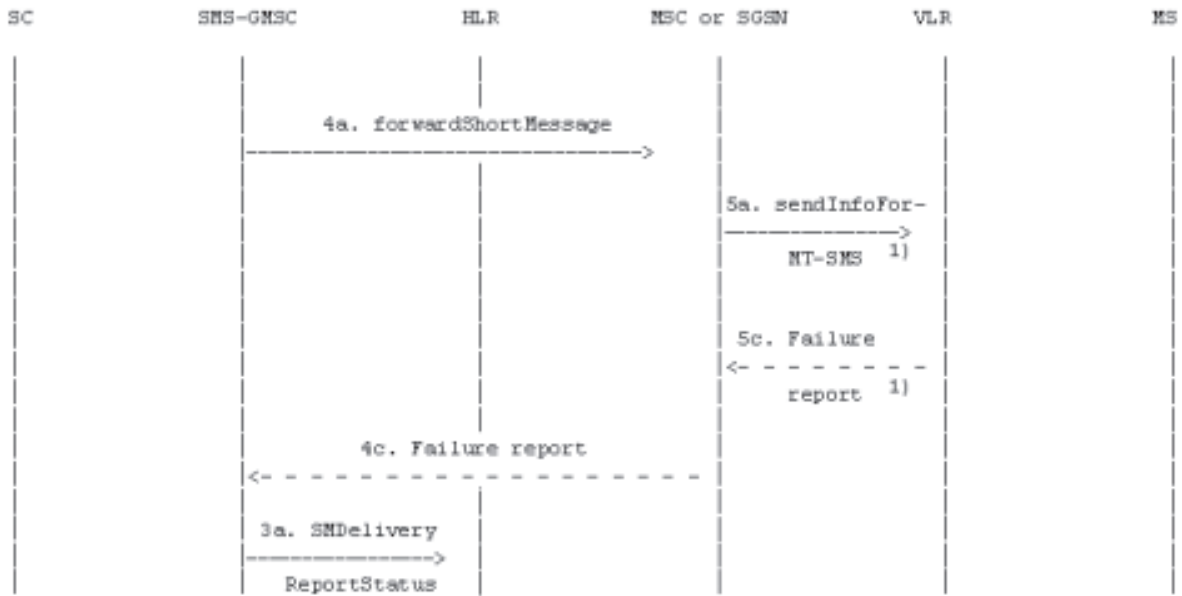 SC SMS-GMSC HLR MSC or SGSN VLR MS
4a. forwardShortMessage
5a. sendInfoFor-
MT-SMS 1)
5c. Failure
report 1)
4c. Failure report
3a. SMDelivery
ReportStatus